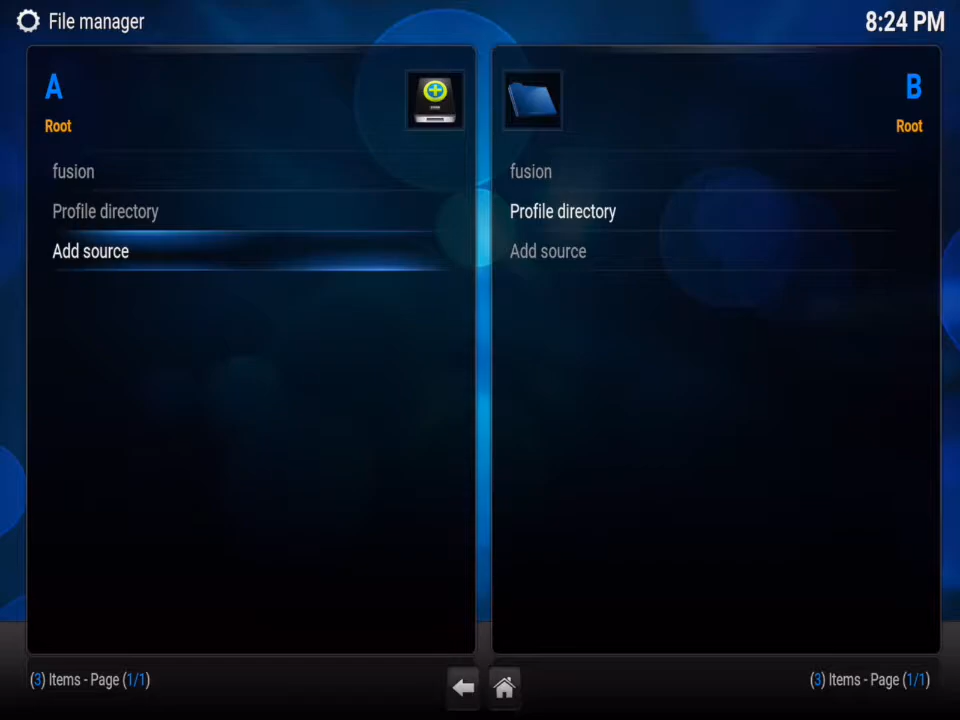 File manager
8:24 PM
A
Root
fusion
Profile directory
Add source
(3) Items - Page (1/1)
B
Root
fusion
Profile directory
Add source
(3) Items - Page (1/1)